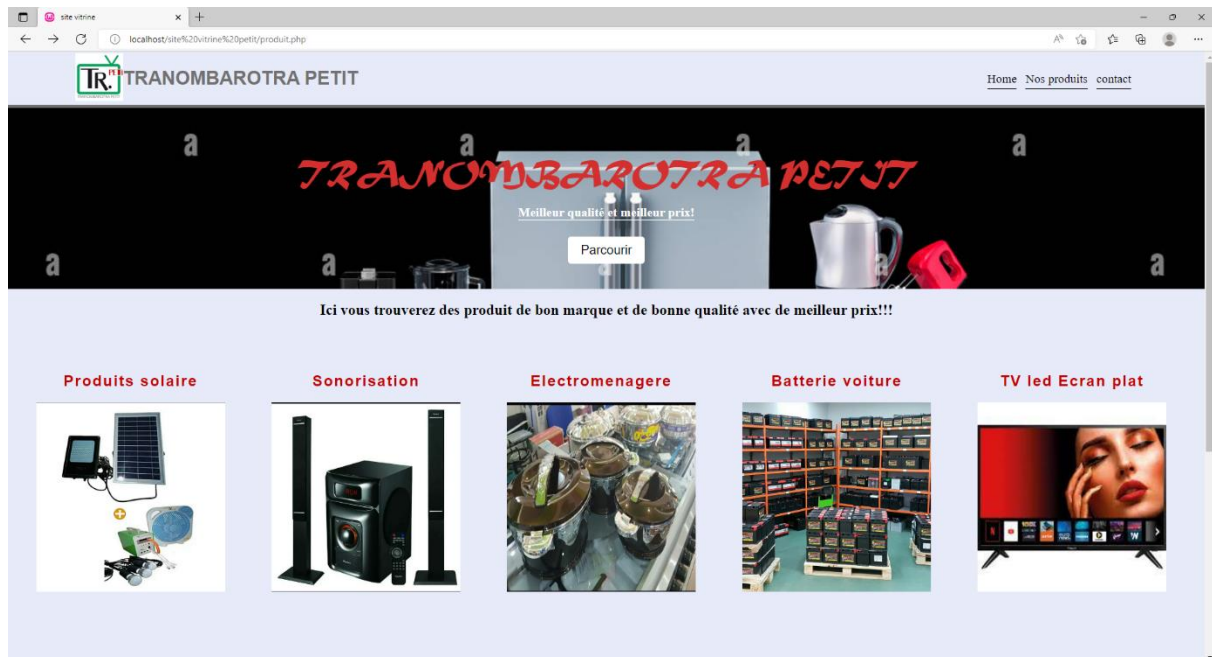 site vitrine
localhost/site%20vitrine%20petit/produit.php
TR. PETIT
TRANOMBAROTRA PETIT
Home Nos produits contact
a a a a
TRANOMBAROTRA PETIT
Meilleur qualité et meilleur prix!
Parcourir
a a a a a
Ici vous trouverez des produit de bon marque et de bonne qualité avec de meilleur prix!!!
Produits solaire
Sonorisation
Electromenagere
Batterie voiture
TV led Ecran plat